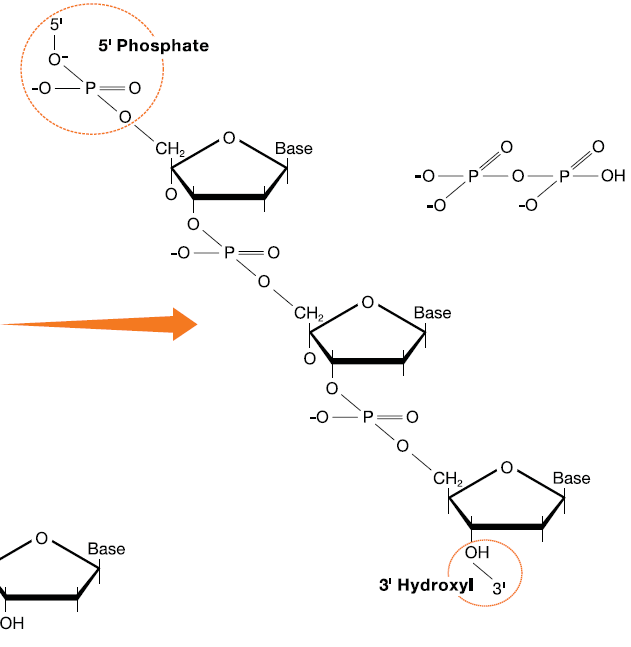 5'
5' Phosphate
O-
-O P O
O
CH2 O Base
O
O
-O P O
O
CH2 O Base
O
O
-O P O
O
CH2 O Base
OH
3' Hydroxyl 3'
O O
-O P O P OH
-O -O
O Base
OH